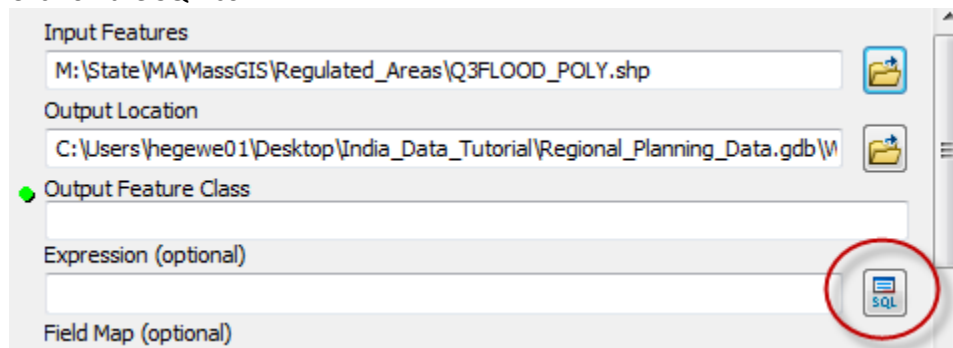 Input Features
M:\State\MA\MassGIS\Regulated_Areas\Q3FLOOD_POLY.shp
Output Location
C:\Users\hegewe01\Desktop\India_Data_Tutorial\Regional_Planning_Data.gdb\W
Output Feature Class
Expression (optional)
SQL
Field Map (optional)